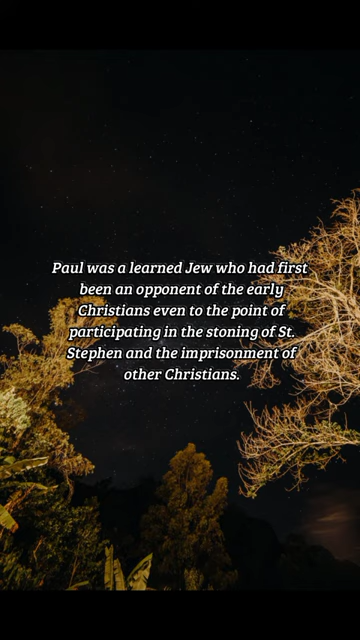 Paul was a learned Jew who had first
been an opponent of the early
Christians even to the point of
participating in the stoning of St.
Stephen and the imprisonment of
other Christians.